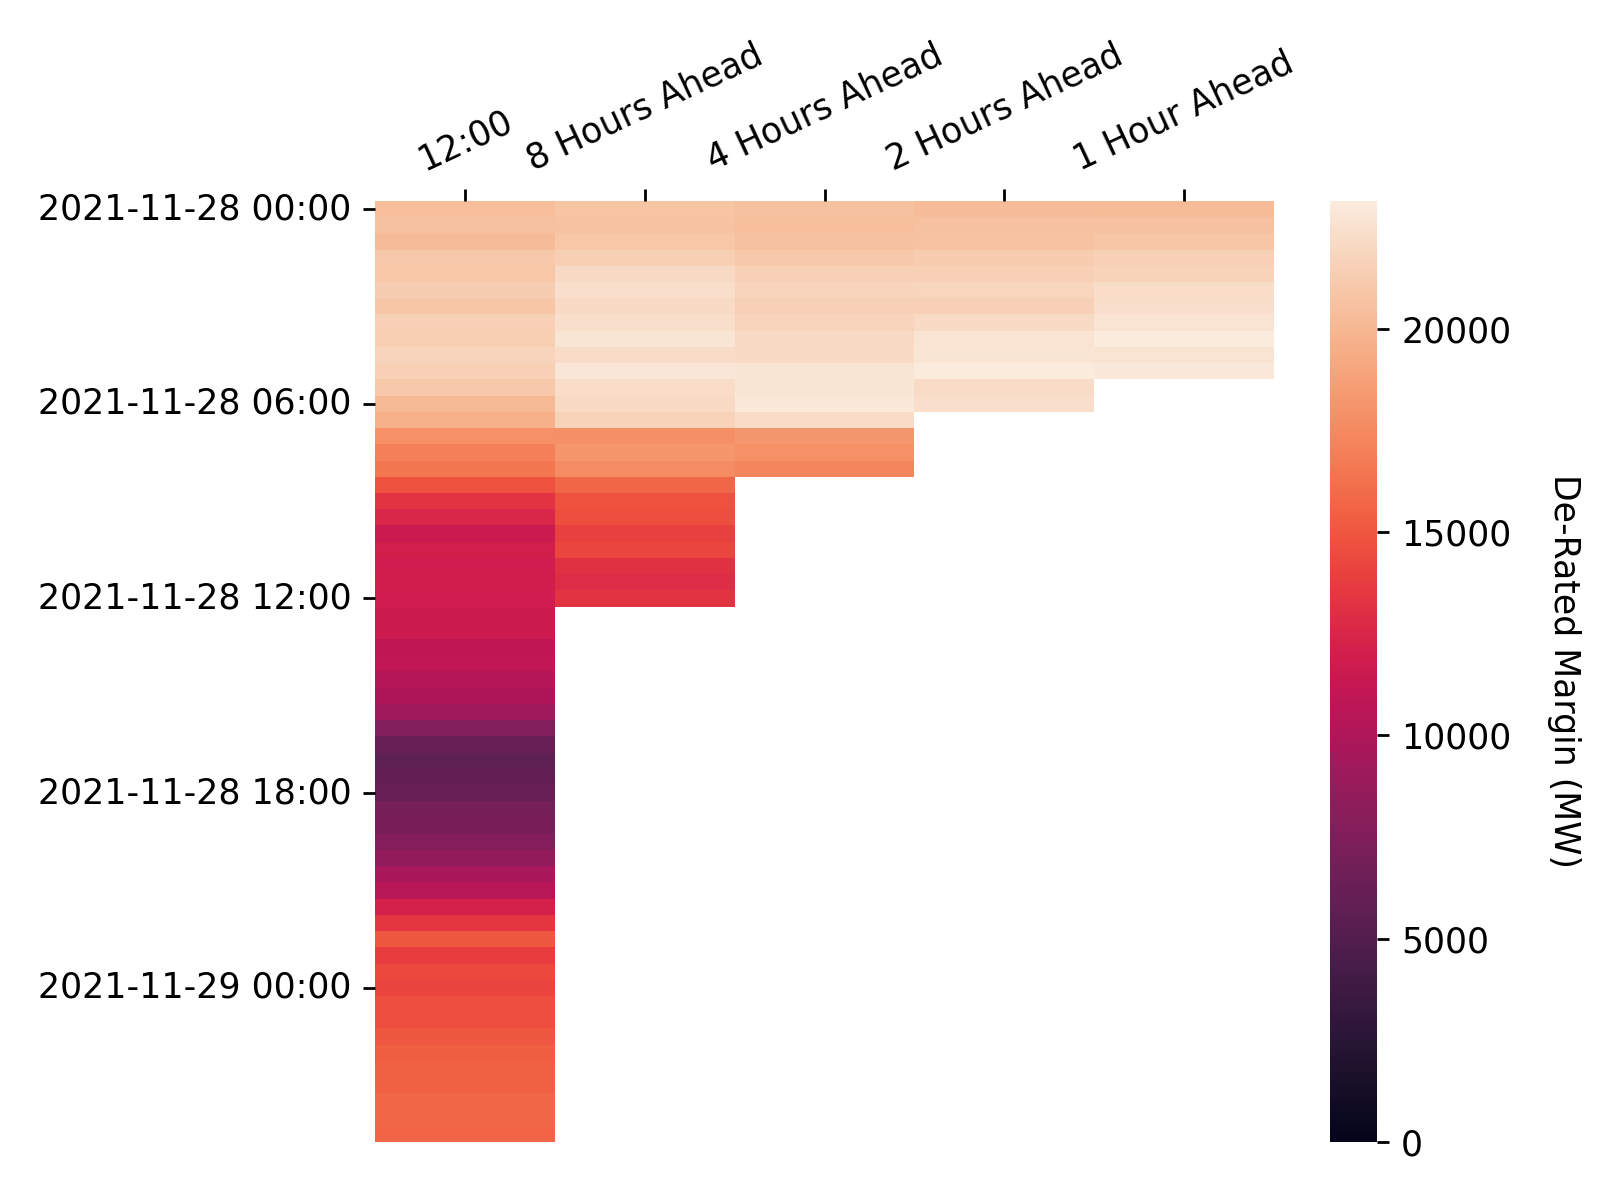 12:00
8 Hours Ahead
4 Hours Ahead
2 Hours Ahead
1 Hour Ahead
2021-11-28 00:00
2021-11-28 06:00
2021-11-28 12:00
2021-11-28 18:00
2021-11-29 00:00
20000
15000
10000
5000
0
De-Rated Margin (MW)